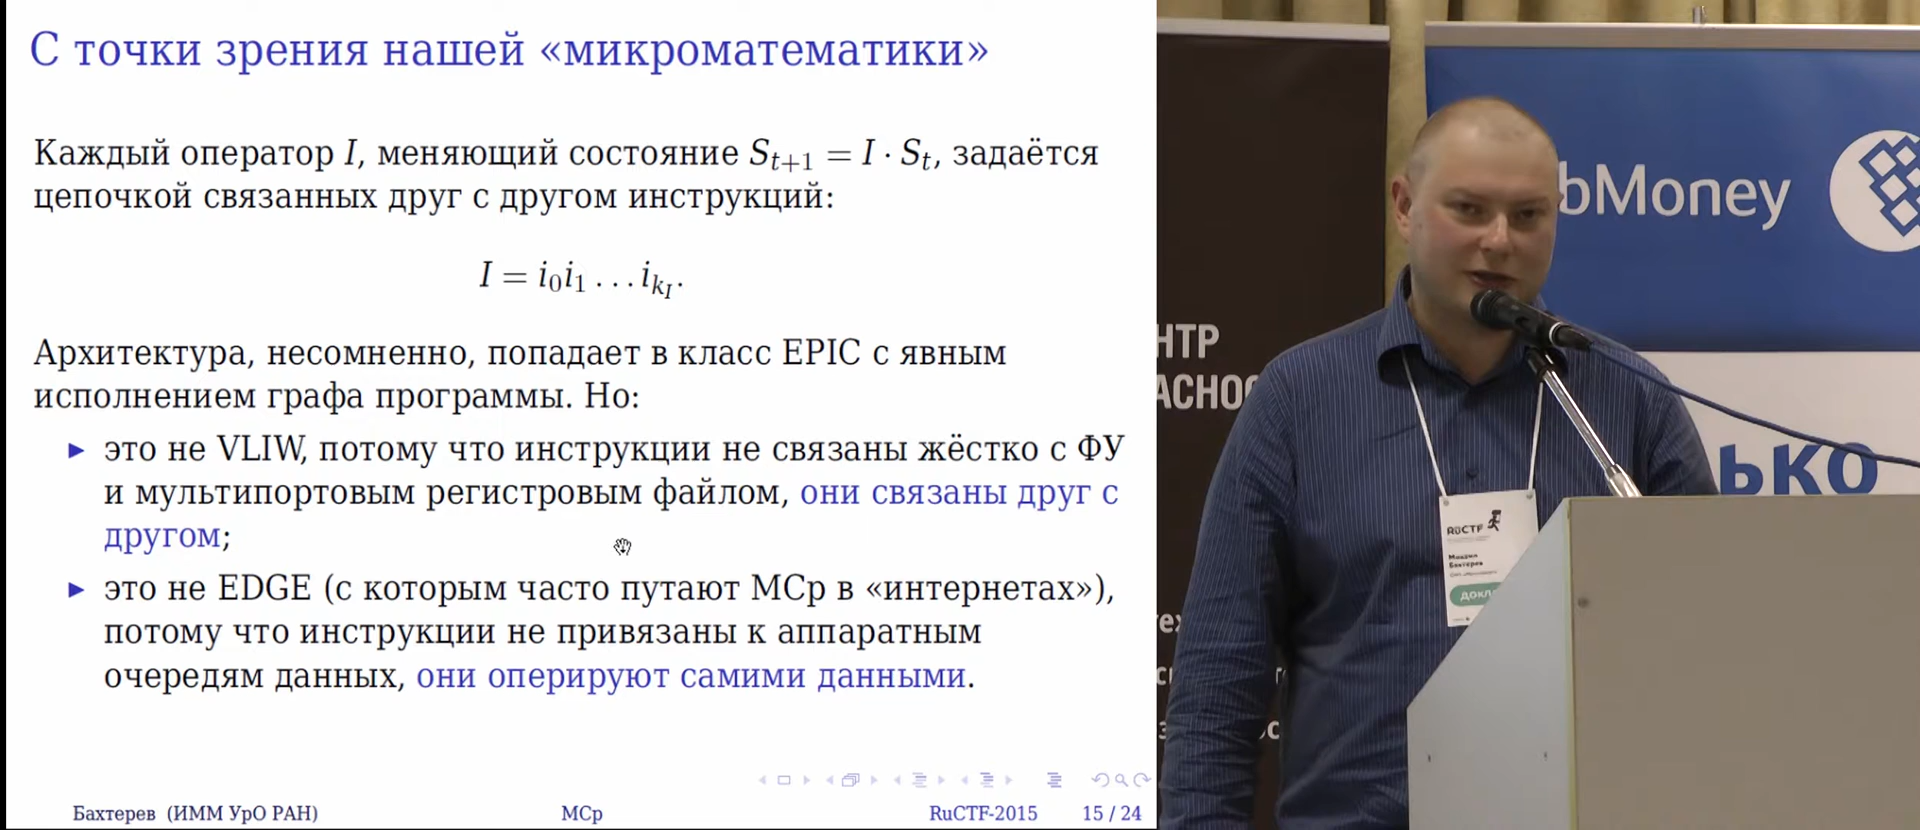 С точки зрения нашей «микроматематики»
Каждый оператор I, меняющий состояние S_{t+1} = I · S_t, задаётся
цепочкой связанных друг с другом инструкций:
I = i_0 i_1 … i_{k_I}.
Архитектура, несомненно, попадает в класс EPIC с явным
исполнением графа программы. Но:
▶ это не VLIW, потому что инструкции не связаны жёстко с ФУ
и мультипортовым регистровым файлом, они связаны друг с
другом;
▶ это не EDGE (с которым часто путают МСр в «интернетах»),
потому что инструкции не привязаны к аппаратным
очередям данных, они оперируют самими данными.
Бахтерев (ИММ УрО РАН)
МСр
RuCTF-2015
15 / 24
bMoney
НТР
АСНО
ЬКО
RUCTF
Бахтерев
ДОКЛ